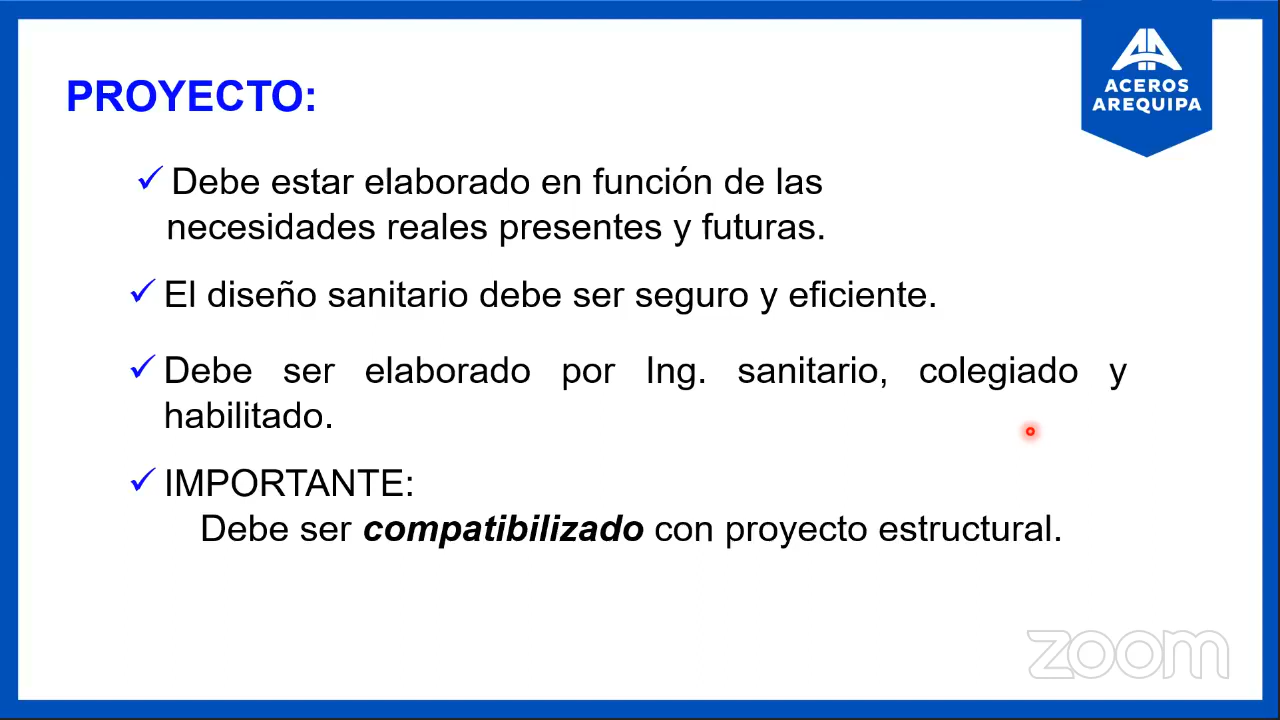 ACEROS
AREQUIPA
PROYECTO:
✓ Debe estar elaborado en función de las
necesidades reales presentes y futuras.
✓ El diseño sanitario debe ser seguro y eficiente.
✓ Debe ser elaborado por Ing. sanitario, colegiado y
habilitado.
✓ IMPORTANTE:
Debe ser compatibilizado con proyecto estructural.
zoom